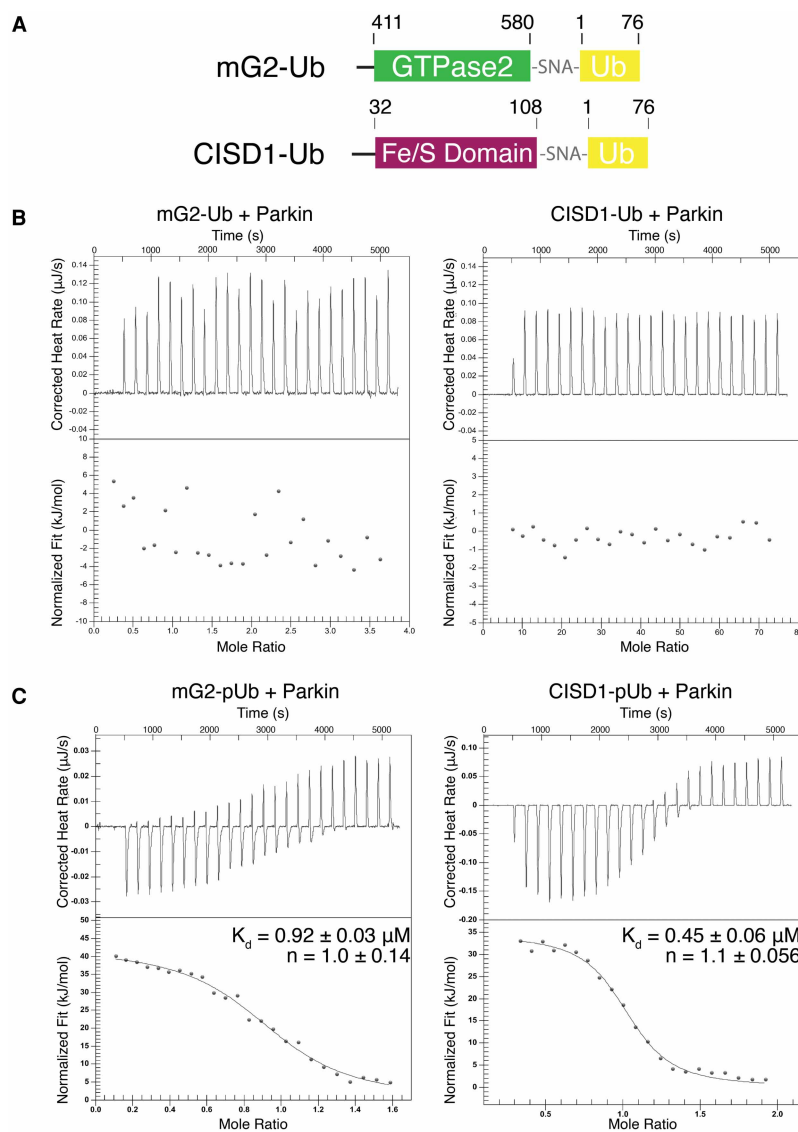 A
411 580 1 76
mG2-Ub GTPase2 -SNA- Ub
32 108 1 76
CISD1-Ub Fe/S Domain -SNA- Ub
B
mG2-Ub + Parkin
Time (s)
0 1000 2000 3000 4000 5000
Corrected Heat Rate (µJ/s)
0.14
0.12
0.10
0.08
0.06
0.04
0.02
0
-0.02
-0.04
Normalized Fit (kJ/mol)
10
8
6
4
2
0
-2
-4
-6
-8
-10
0.0 0.5 1.0 1.5 2.0 2.5 3.0 3.5 4.0
Mole Ratio
CISD1-Ub + Parkin
Time (s)
0 1000 2000 3000 4000 5000
Corrected Heat Rate (µJ/s)
0.14
0.12
0.10
0.08
0.06
0.04
0.02
0
-0.02
-0.04
Normalized Fit (kJ/mol)
5
4
3
2
1
0
-1
-2
-3
-4
-5
0 10 20 30 40 50 60 70 80
Mole Ratio
C
mG2-pUb + Parkin
Time (s)
0 1000 2000 3000 4000 5000
Corrected Heat Rate (µJ/s)
0.03
0.02
0.01
0
-0.01
-0.02
-0.03
Normalized Fit (kJ/mol)
50
45
40
35
30
25
20
15
10
5
0
Kd = 0.92 ± 0.03 µM
n = 1.0 ± 0.14
0.0 0.2 0.4 0.6 0.8 1.0 1.2 1.4 1.6
Mole Ratio
CISD1-pUb + Parkin
Time (s)
0 1000 2000 3000 4000 5000
Corrected Heat Rate (µJ/s)
0.10
0.05
0
-0.05
-0.10
-0.15
-0.20
Normalized Fit (kJ/mol)
35
30
25
20
15
10
5
0
Kd = 0.45 ± 0.06 µM
n = 1.1 ± 0.056
0.5 1.0 1.5 2.0
Mole Ratio